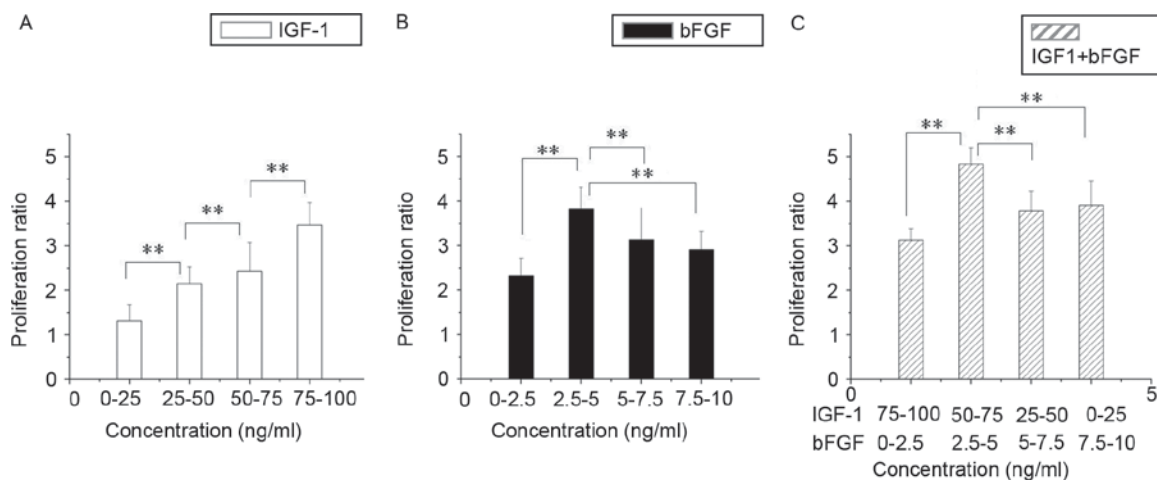 A
IGF-1
**
**
**
Proliferation ratio
5
4
3
2
1
0
0 0-25 25-50 50-75 75-100
Concentration (ng/ml)
B
bFGF
**
**
**
Proliferation ratio
5
4
3
2
1
0
0 0-2.5 2.5-5 5-7.5 7.5-10
Concentration (ng/ml)
C
IGF1+bFGF
**
**
**
Proliferation ratio
5
4
3
2
1
0
0 5
IGF-1 75-100 50-75 25-50 0-25
bFGF 0-2.5 2.5-5 5-7.5 7.5-10
Concentration (ng/ml)